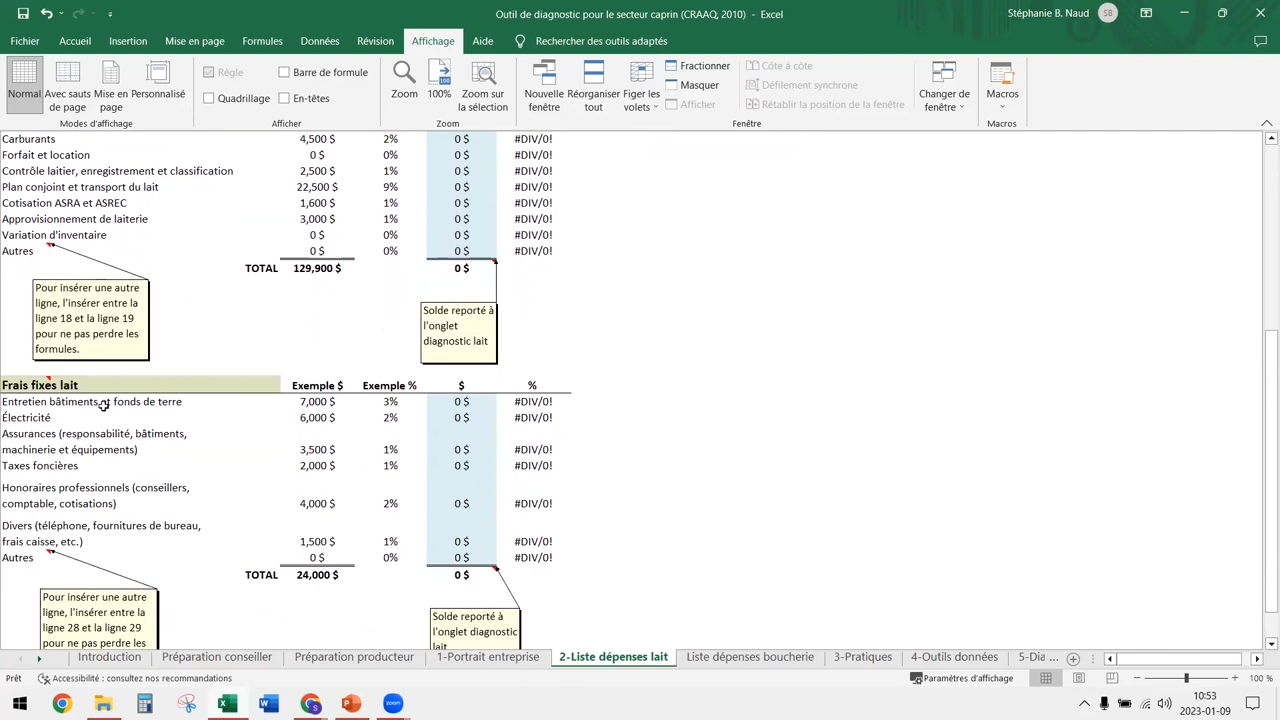 Outil de diagnostic pour le secteur caprin (CRAAQ, 2010) - Excel
Stéphanie B. Naud SB
Fichier Accueil Insertion Mise en page Formules Données Révision Affichage Aide Rechercher des outils adaptés
Normal
Avec sauts de page
Mise en page
Personnalisé
Modes d'affichage
Règle
Barre de formule
Quadrillage
En-têtes
Afficher
Zoom
100
100%
Zoom sur la sélection
Zoom
Nouvelle fenêtre
Réorganiser tout
Figer les volets
Fractionner
Masquer
Afficher
Côte à côte
Défilement synchrone
Rétablir la position de la fenêtre
Changer de fenêtre
Fenêtre
Macros
Macros
Carburants 4,500 $ 2% 0 $ #DIV/0!
Forfait et location 0 $ 0% 0 $ #DIV/0!
Contrôle laitier, enregistrement et classification 2,500 $ 1% 0 $ #DIV/0!
Plan conjoint et transport du lait 22,500 $ 9% 0 $ #DIV/0!
Cotisation ASRA et ASREC 1,600 $ 1% 0 $ #DIV/0!
Approvisionnement de laiterie 3,000 $ 1% 0 $ #DIV/0!
Variation d'inventaire 0 $ 0% 0 $ #DIV/0!
Autres 0 $ 0% 0 $ #DIV/0!
TOTAL 129,900 $ 0 $
Pour insérer une autre
ligne, l'insérer entre la
ligne 18 et la ligne 19
pour ne pas perdre les
formules.
Solde reporté à
l'onglet
diagnostic lait
Frais fixes lait Exemple $ Exemple % $ %
Entretien bâtiments et fonds de terre 7,000 $ 3% 0 $ #DIV/0!
Électricité 6,000 $ 2% 0 $ #DIV/0!
Assurances (responsabilité, bâtiments,
machinerie et équipements) 3,500 $ 1% 0 $ #DIV/0!
Taxes foncières 2,000 $ 1% 0 $ #DIV/0!
Honoraires professionnels (conseillers,
comptable, cotisations) 4,000 $ 2% 0 $ #DIV/0!
Divers (téléphone, fournitures de bureau,
frais caisse, etc.) 1,500 $ 1% 0 $ #DIV/0!
Autres 0 $ 0% 0 $ #DIV/0!
TOTAL 24,000 $ 0 $
Pour insérer une autre
ligne, l'insérer entre la
ligne 28 et la ligne 29
pour ne pas perdre les
Solde reporté à
l'onglet diagnostic
lait
Introduction Préparation conseiller Préparation producteur 1-Portrait entreprise 2-Liste dépenses lait Liste dépenses boucherie 3-Pratiques 4-Outils données 5-Dia ...
Prêt Accessibilité : consultez nos recommandations Paramètres d'affichage 100 %
zoom
10:53
2023-01-09